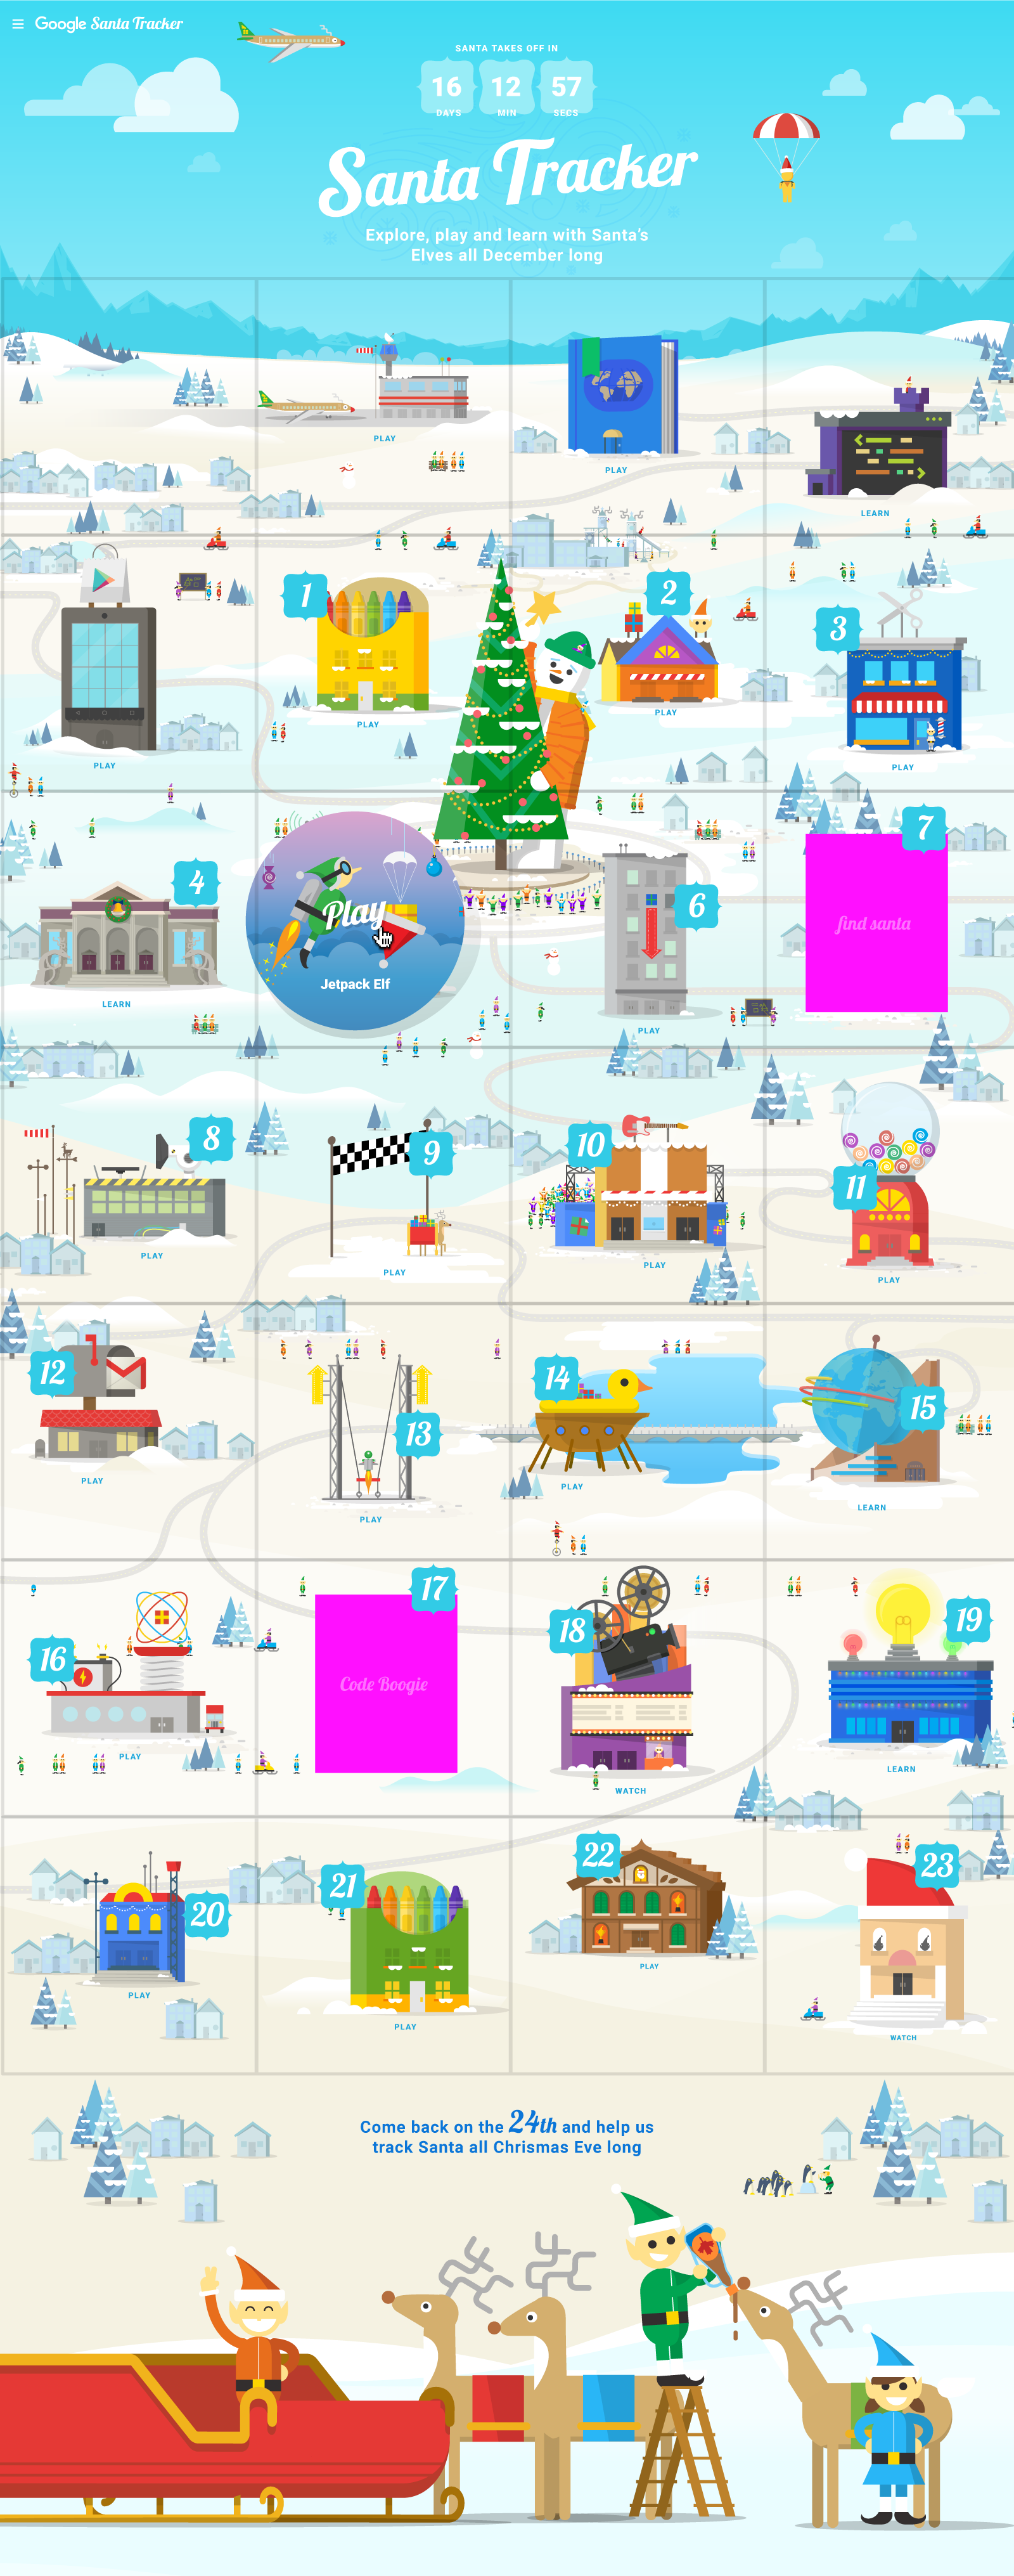 Google Santa Tracker
SANTA TAKES OFF IN
16 12 57
DAYS MIN SECS
Santa Tracker
Explore, play and learn with Santa's
Elves all December long
PLAY
PLAY
LEARN
PLAY
1
PLAY
2
PLAY
3
PLAY
4
LEARN
Play
Jetpack Elf
6
PLAY
7
find santa
8
PLAY
9
PLAY
10
PLAY
11
PLAY
12
PLAY
13
PLAY
14
PLAY
15
LEARN
16
PLAY
17
Code Boogie
18
WATCH
19
LEARN
20
PLAY
21
PLAY
22
PLAY
23
WATCH
Come back on the 24th and help us
track Santa all Chrismas Eve long